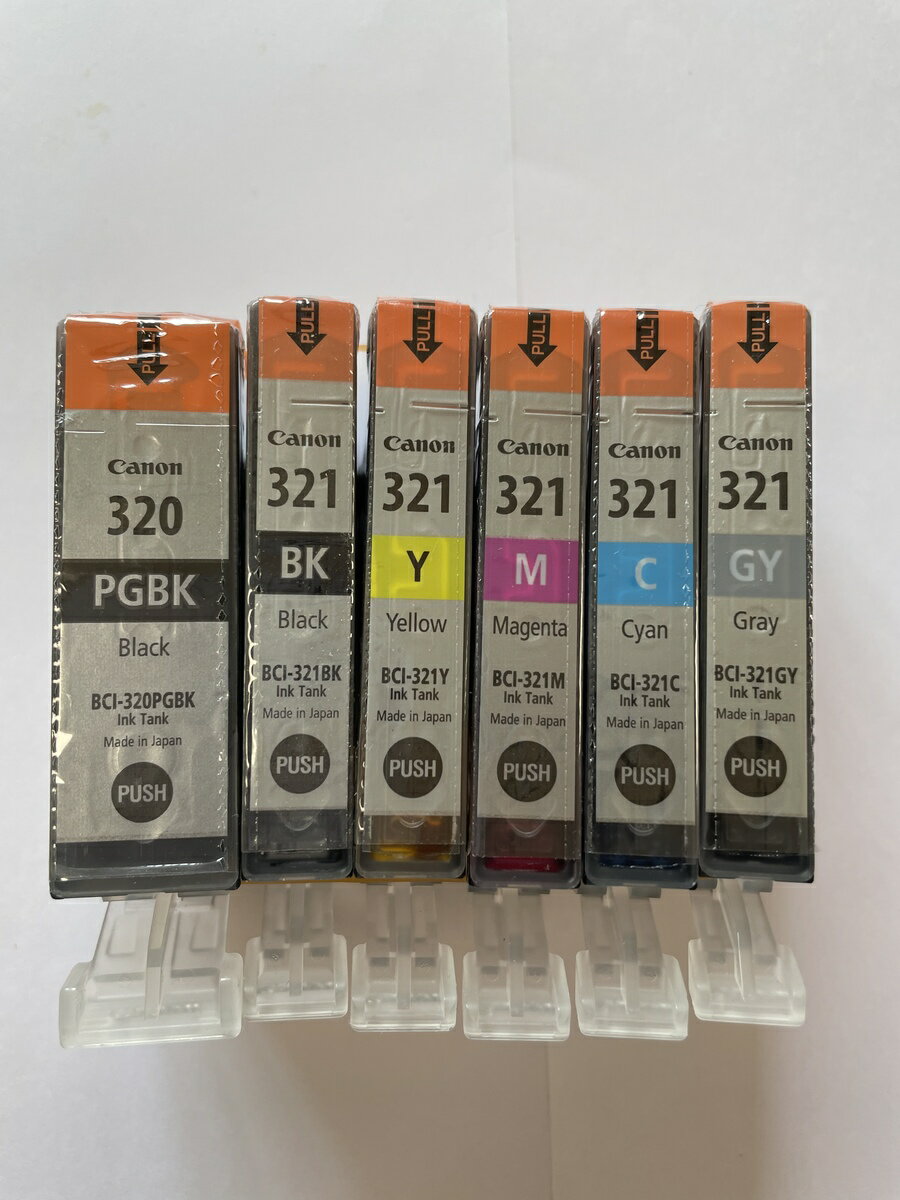 PULL
Canon
320
PGBK
Black
BCI-320PGBK
Ink Tank
Made in Japan
PUSH
PULL
Canon
321
BK
Black
BCI-321BK
Ink Tank
Made in Japan
PUSH
PULL
Canon
321
Y
Yellow
BCI-321Y
Ink Tank
Made in Japan
PUSH
PULL
Canon
321
M
Magenta
BCI-321M
Ink Tank
Made in Japan
PUSH
PULL
Canon
321
C
Cyan
BCI-321C
Ink Tank
Made in Japan
PUSH
PULL
Canon
321
GY
Gray
BCI-321GY
Ink Tank
Made in Japan
PUSH